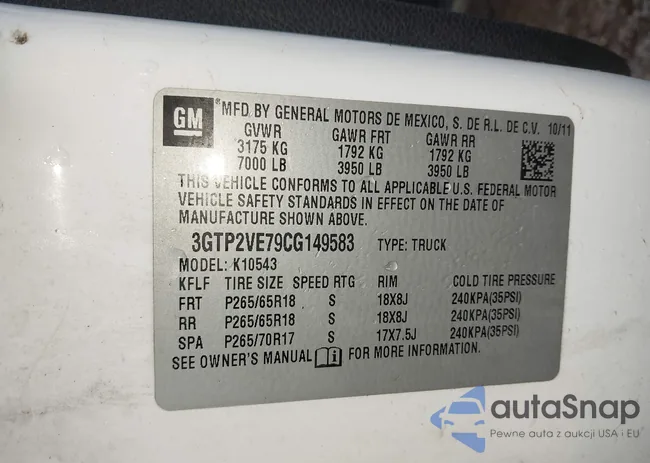 GM
®MFD BY GENERAL MOTORS DE MEXICO, S. DE R.L. DE C.V. 10/11
GVWR GAWR FRT GAWR RR
3175 KG 1792 KG 1792 KG
7000 LB 3950 LB 3950 LB
THIS VEHICLE CONFORMS TO ALL APPLICABLE U.S. FEDERAL MOTOR
VEHICLE SAFETY STANDARDS IN EFFECT ON THE DATE OF
MANUFACTURE SHOWN ABOVE.
3GTP2VE79CG149583 TYPE: TRUCK
MODEL: K10543
KFLF TIRE SIZE SPEED RTG RIM COLD TIRE PRESSURE
FRT P265/65R18 S 18X8J 240KPA(35PSI)
RR P265/65R18 S 18X8J 240KPA(35PSI)
SPA P265/70R17 S 17X7.5J 240KPA(35PSI)
SEE OWNER'S MANUAL FOR MORE INFORMATION.
autaSnap
Pewne auta z aukcji USA i EU